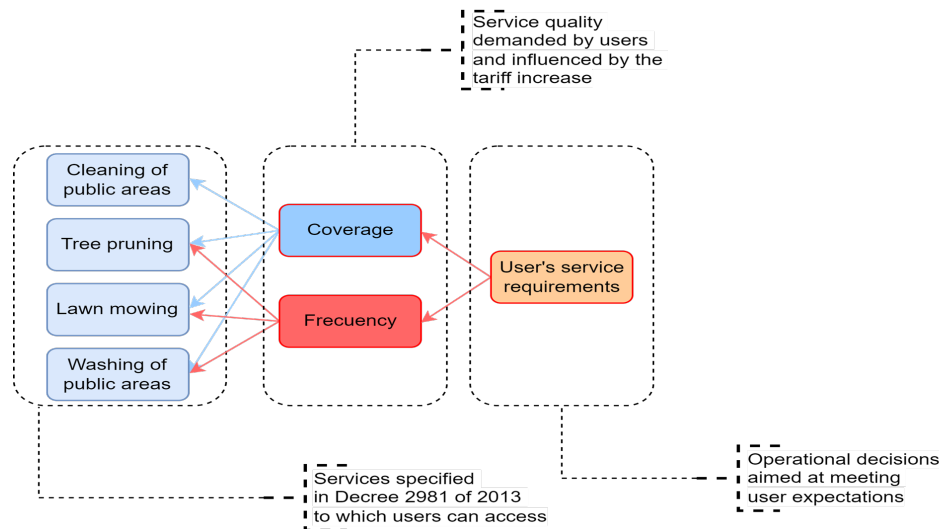 Service quality
demanded by users
and influenced by the
tariff increase
Cleaning of
public areas
Tree pruning
Lawn mowing
Washing of
public areas
Coverage
Frecuency
User's service
requirements
Services specified
in Decree 2981 of 2013
to which users can access
Operational decisions
aimed at meeting
user expectations